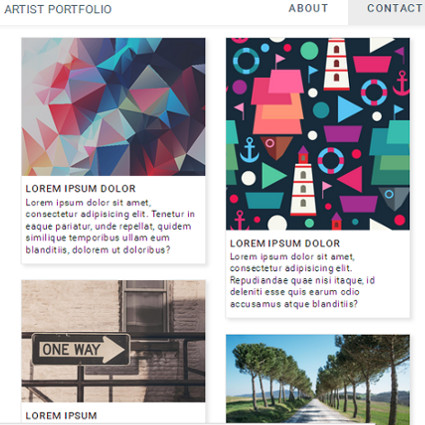 ARTIST PORTFOLIO
ABOUT
CONTACT
LOREM IPSUM DOLOR
Lorem ipsum dolor sit amet,
consectetur adipisicing elit. Tenetur in
eaque pariatur, unde repellat, quidem
similique temporibus ullam eum
blanditiis, dolorem ut doloribus?
LOREM IPSUM DOLOR
Lorem ipsum dolor sit amet,
consectetur adipisicing elit.
Repudiandae quae nisi itaque, id
deleniti esse quis earum odio
accusamus atque blanditiis?
ONE WAY
LOREM IPSUM